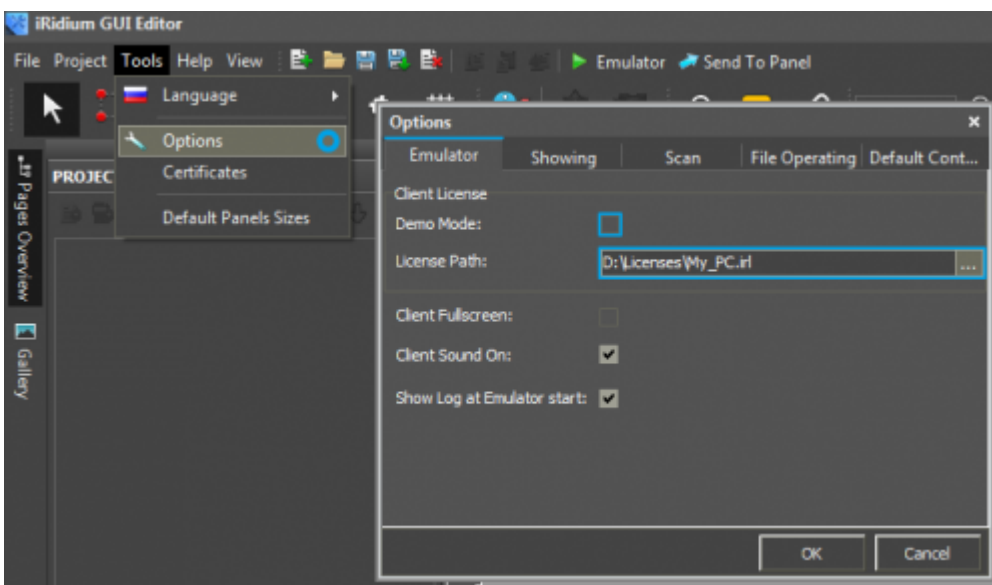 iRidium GUI Editor
File Project Tools Help View Emulator Send To Panel
Language
Options
Certificates
Default Panels Sizes
Pages Overview
Gallery
PROJEC
Options
Emulator Showing Scan File Operating Default Cont...
Client License
Demo Mode:
License Path: D:\Licenses\My_PC.irl ...
Client Fullscreen:
Client Sound On:
Show Log at Emulator start:
OK Cancel